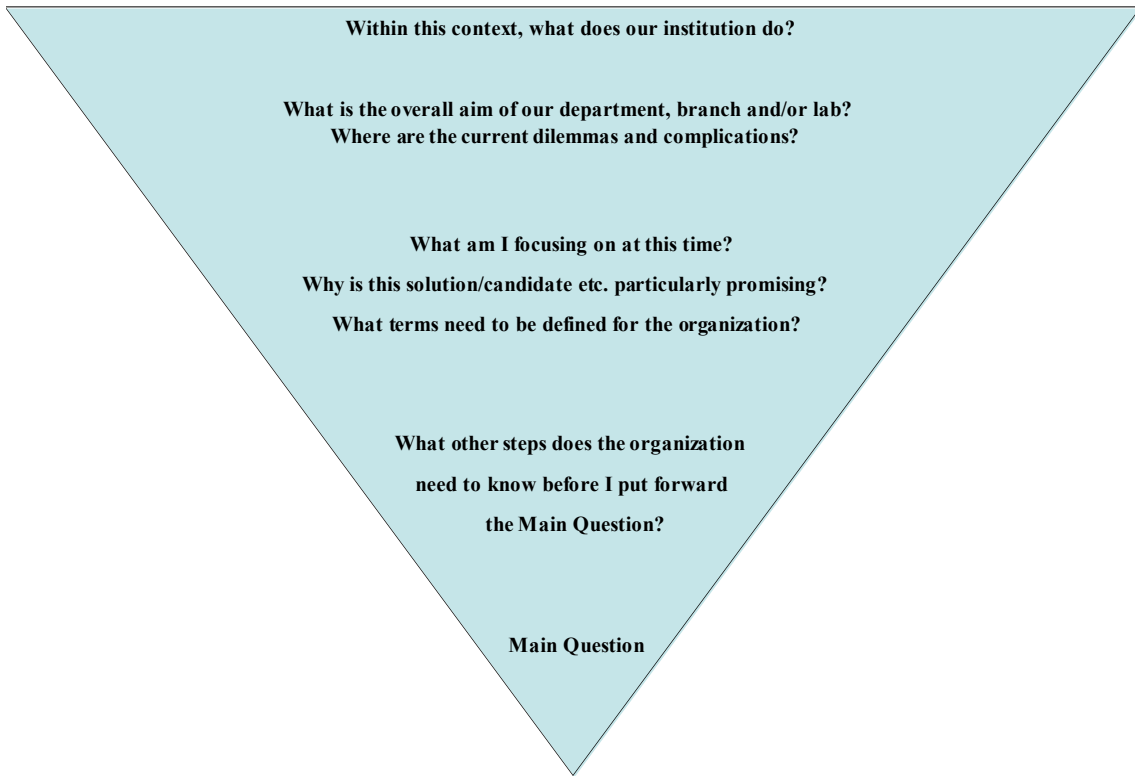 Within this context, what does our institution do?
What is the overall aim of our department, branch and/or lab?
Where are the current dilemmas and complications?
What am I focusing on at this time?
Why is this solution/candidate etc. particularly promising?
What terms need to be defined for the organization?
What other steps does the organization
need to know before I put forward
the Main Question?
Main Question